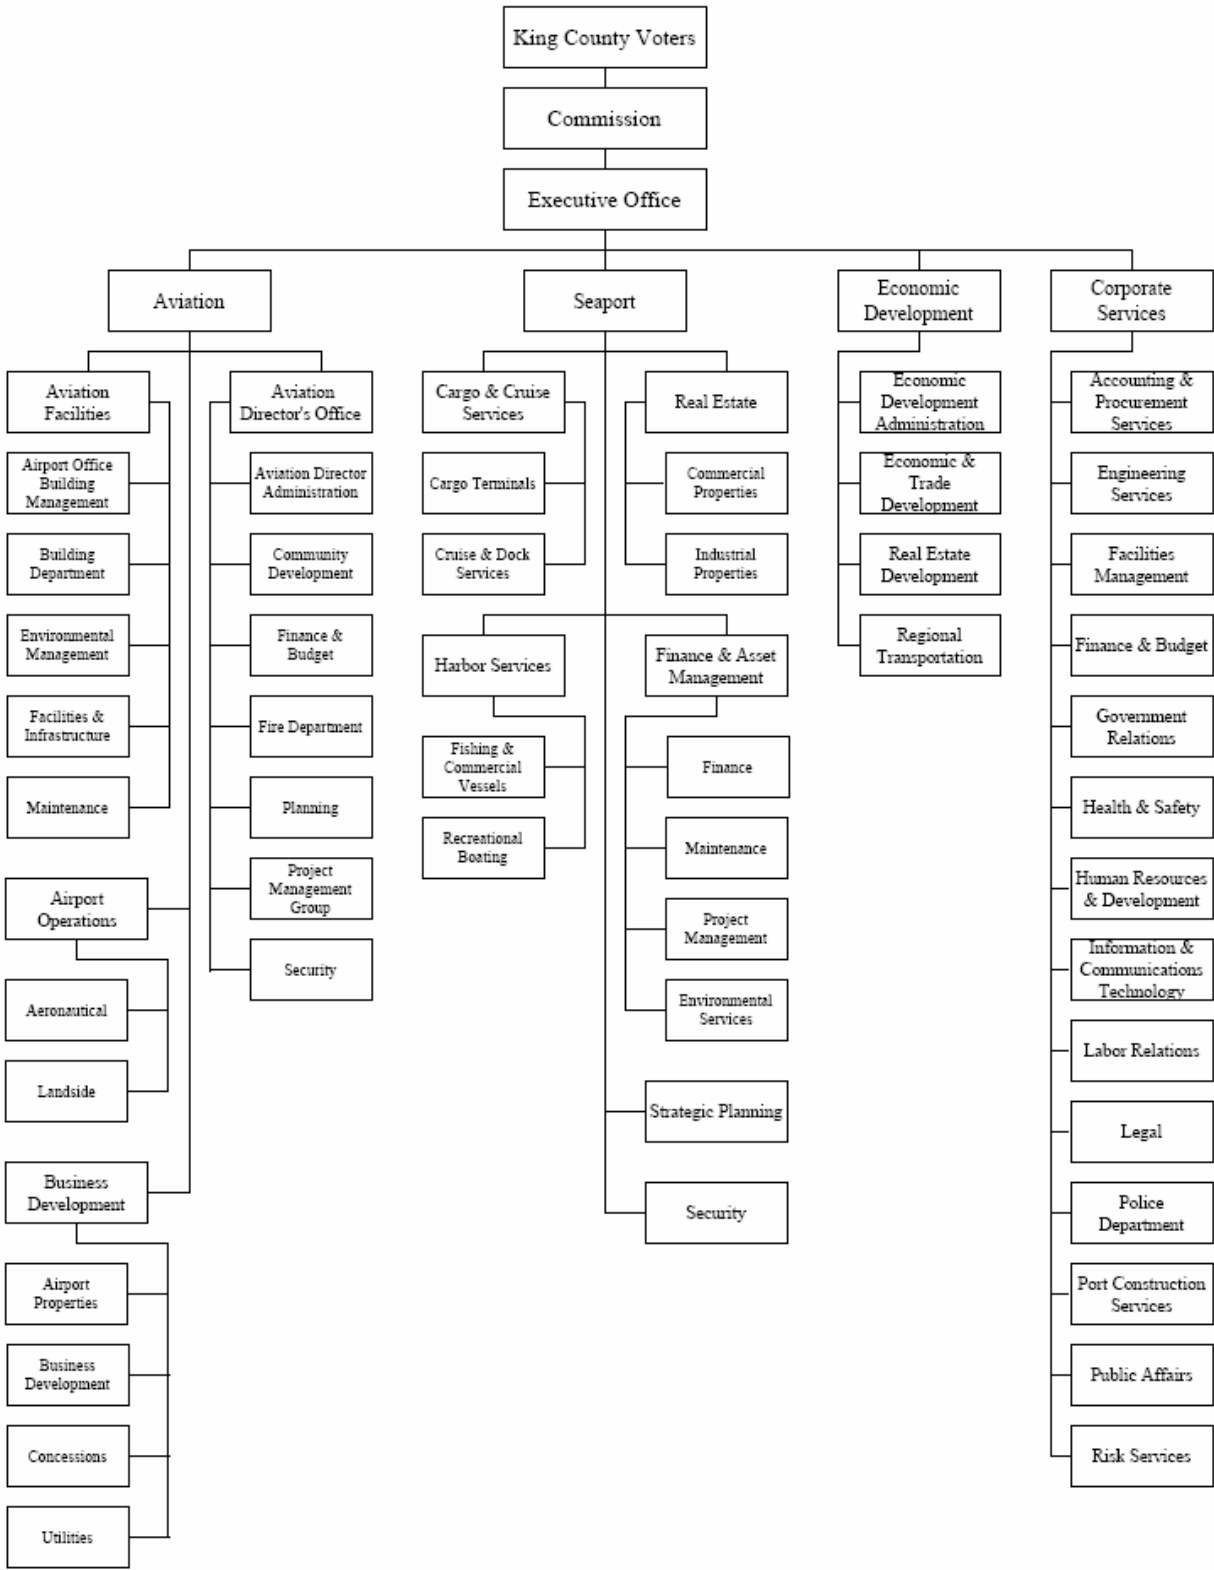 King County Voters
Commission
Executive Office
Aviation
Seaport
Economic
Development
Corporate
Services
Aviation
Facilities
Airport Office
Building
Management
Building
Department
Environmental
Management
Facilities &
Infrastructure
Maintenance
Aviation
Director's Office
Aviation Director
Administration
Community
Development
Finance &
Budget
Fire Department
Planning
Project
Management
Group
Security
Airport
Operations
Aeronautical
Landside
Business
Development
Airport
Properties
Business
Development
Concessions
Utilities
Cargo & Cruise
Services
Cargo Terminals
Cruise & Dock
Services
Real Estate
Commercial
Properties
Industrial
Properties
Harbor Services
Fishing &
Commercial
Vessels
Recreational
Boating
Finance & Asset
Management
Finance
Maintenance
Project
Management
Environmental
Services
Strategic Planning
Security
Economic
Development
Administration
Economic &
Trade
Development
Real Estate
Development
Regional
Transportation
Accounting &
Procurement
Services
Engineering
Services
Facilities
Management
Finance & Budget
Government
Relations
Health & Safety
Human Resources
& Development
Information &
Communications
Technology
Labor Relations
Legal
Police
Department
Port Construction
Services
Public Affairs
Risk Services